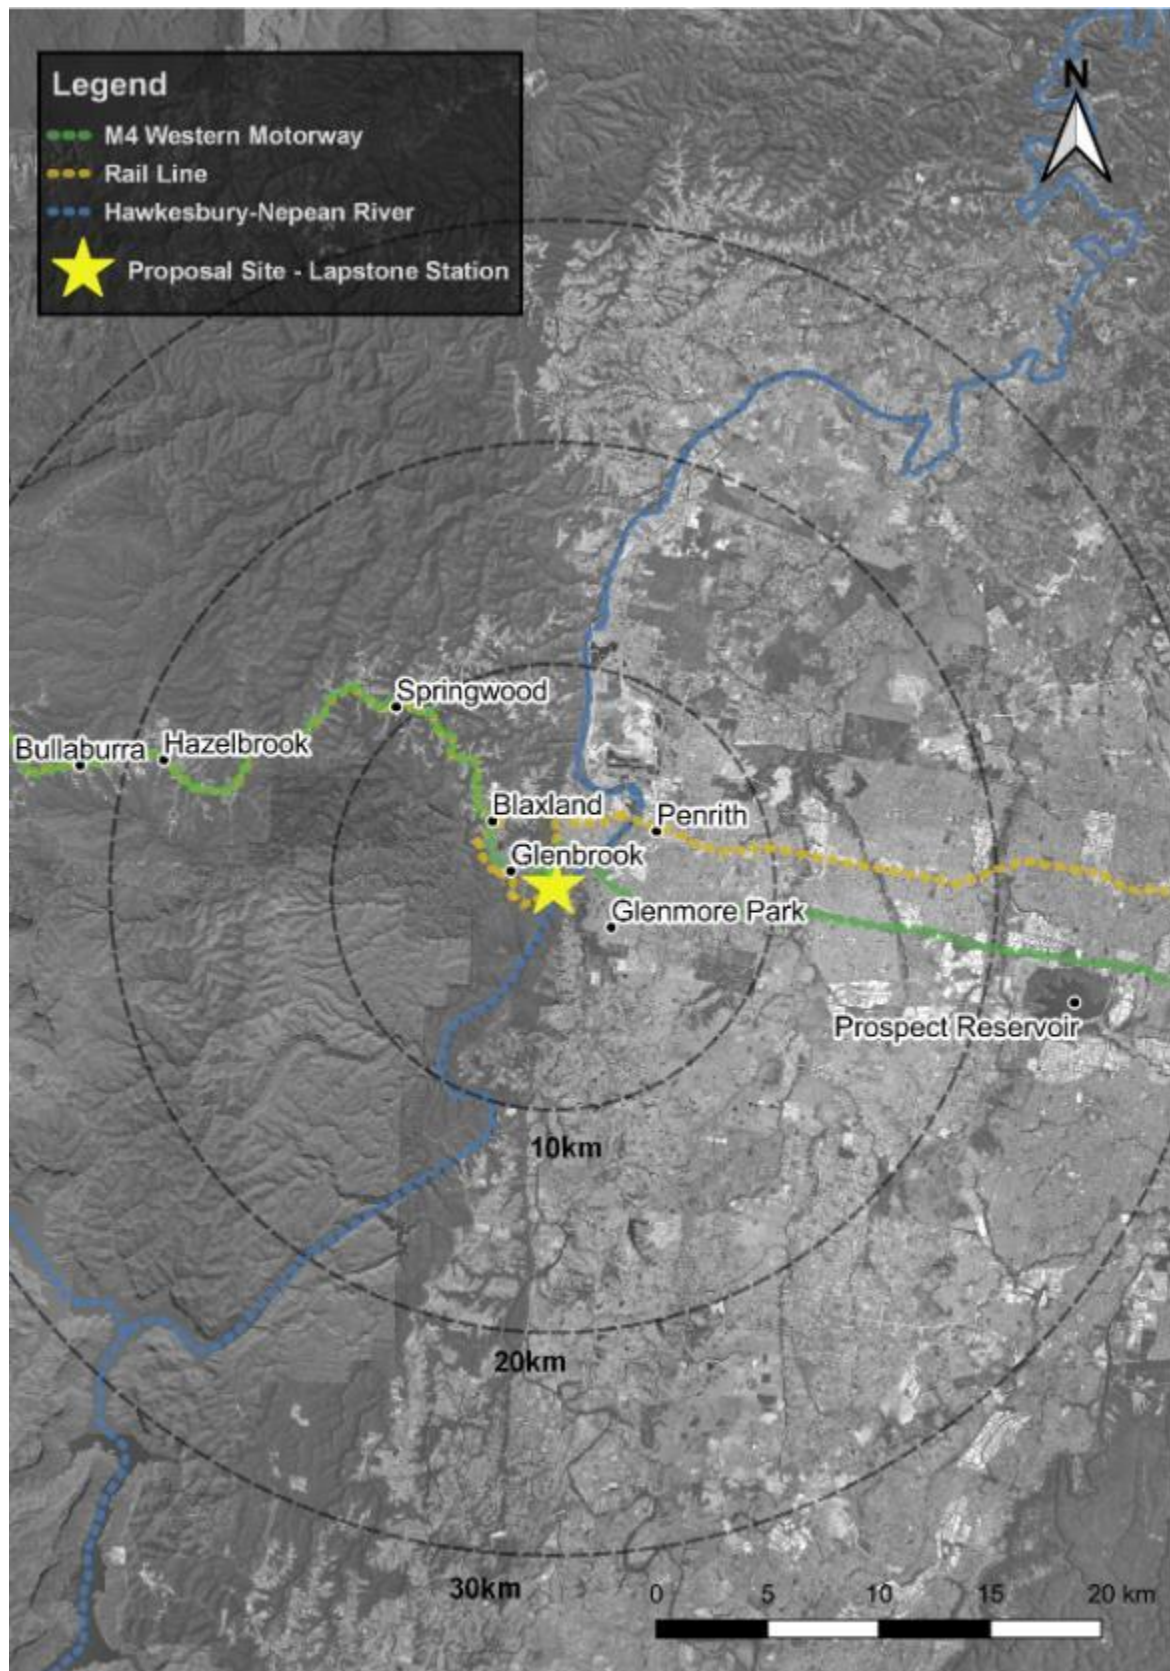 Legend
M4 Western Motorway
Rail Line
Hawkesbury-Nepean River
Proposal Site - Lapstone Station
N
Springwood
Bullaburra
Hazelbrook
Blaxland
Penrith
Glenbrook
Glenmore Park
Prospect Reservoir
10km
20km
30km
0 5 10 15 20 km